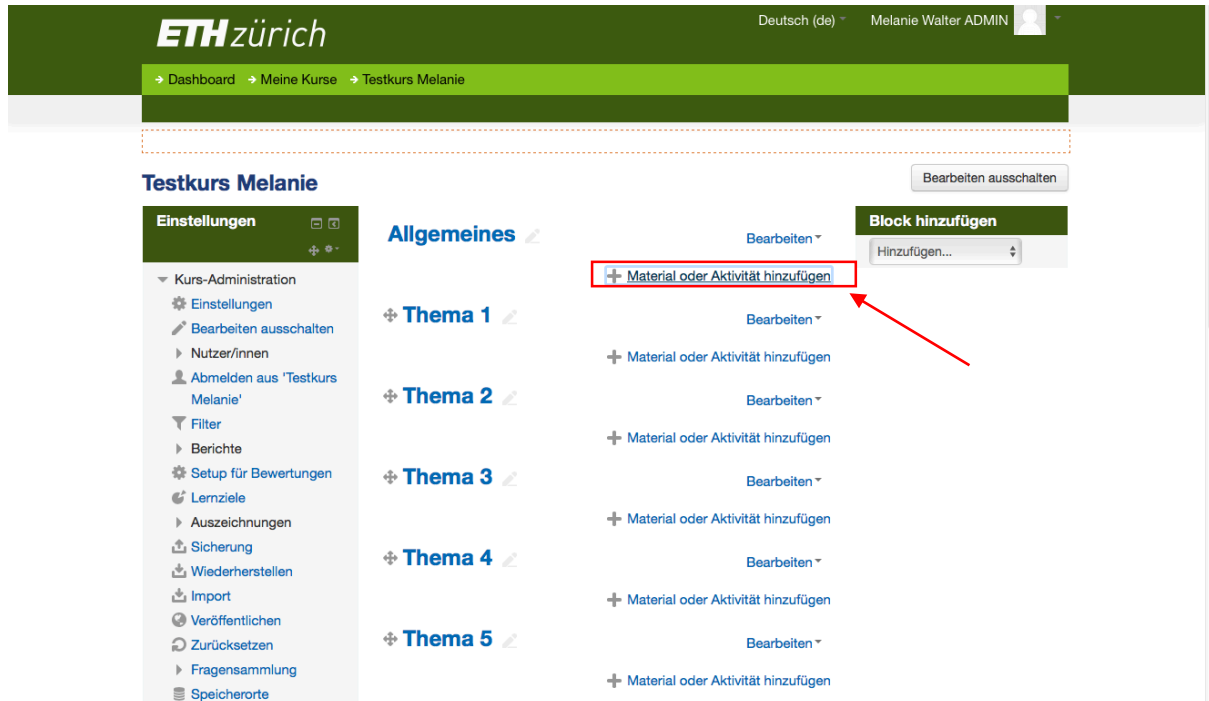 ETH zürich
Deutsch (de)
Melanie Walter ADMIN
Dashboard Meine Kurse Testkurs Melanie
Testkurs Melanie
Bearbeiten ausschalten
Einstellungen
Kurs-Administration
Einstellungen
Bearbeiten ausschalten
Nutzer/innen
Abmelden aus 'Testkurs
Melanie'
Filter
Berichte
Setup für Bewertungen
Lernziele
Auszeichnungen
Sicherung
Wiederherstellen
Import
Veröffentlichen
Zurücksetzen
Fragensammlung
Speicherorte
Allgemeines
Bearbeiten
Material oder Aktivität hinzufügen
Thema 1
Bearbeiten
Material oder Aktivität hinzufügen
Thema 2
Bearbeiten
Material oder Aktivität hinzufügen
Thema 3
Bearbeiten
Material oder Aktivität hinzufügen
Thema 4
Bearbeiten
Material oder Aktivität hinzufügen
Thema 5
Bearbeiten
Material oder Aktivität hinzufügen
Block hinzufügen
Hinzufügen...